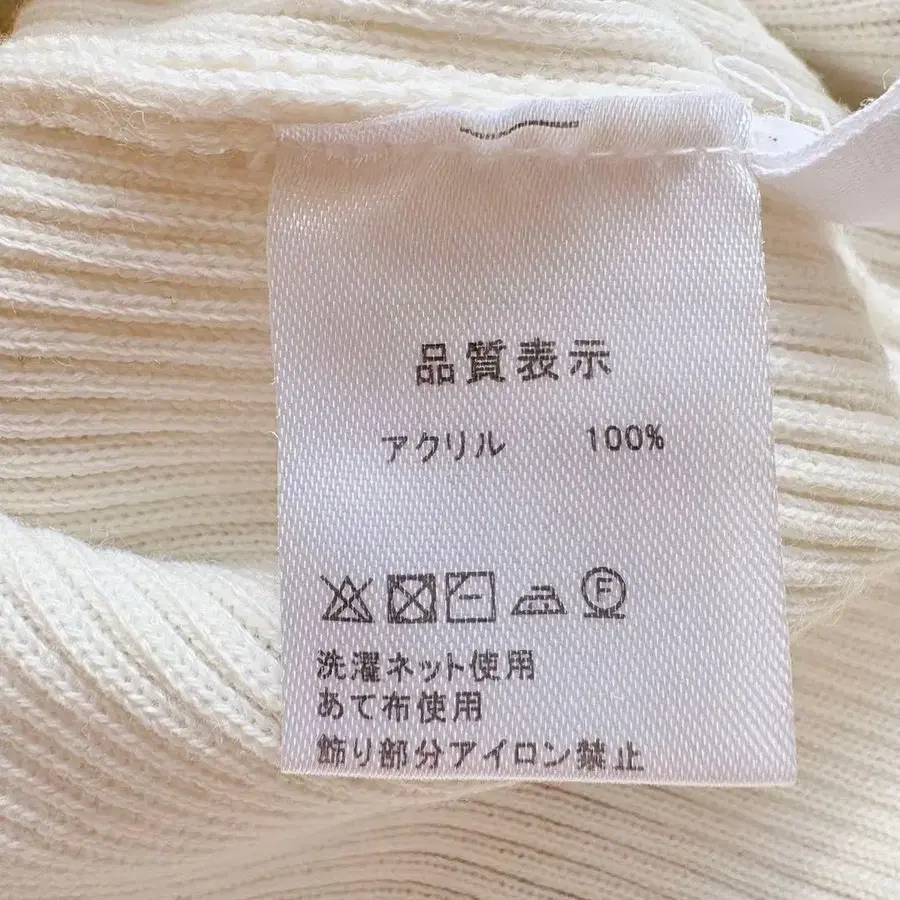 品質表示
アクリル 100%
F
洗濯ネット使用
あて布使用
飾り部分アイロン禁止